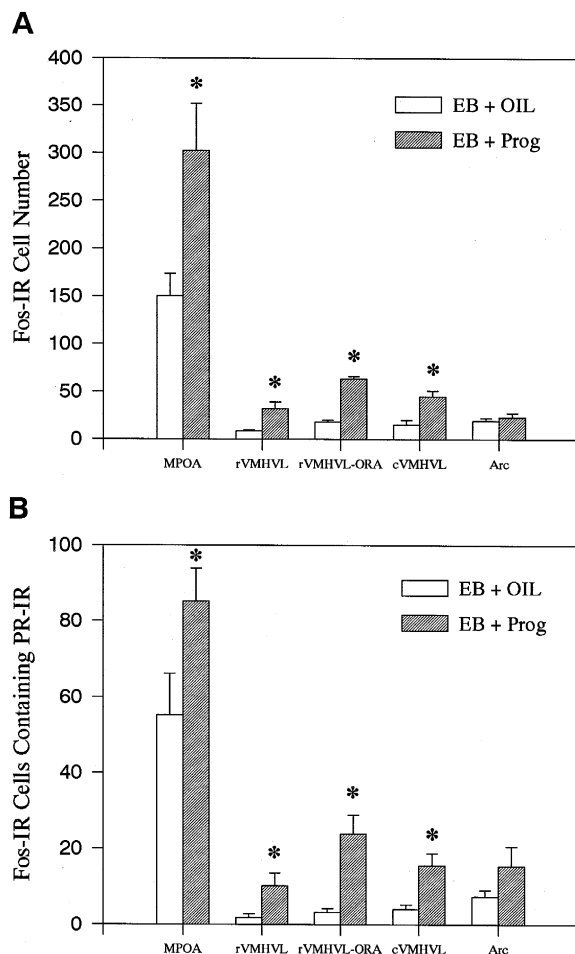 A
Fos-IR Cell Number
400
350
300
250
200
150
100
50
0
*
*
*
*
EB + OIL
EB + Prog
MPOA rVMHVL rVMHVL-ORA cVMHVL Arc
B
Fos-IR Cells Containing PR-IR
100
80
60
40
20
0
*
*
*
*
EB + OIL
EB + Prog
MPOA rVMHVL rVMHVL-ORA cVMHVL Arc